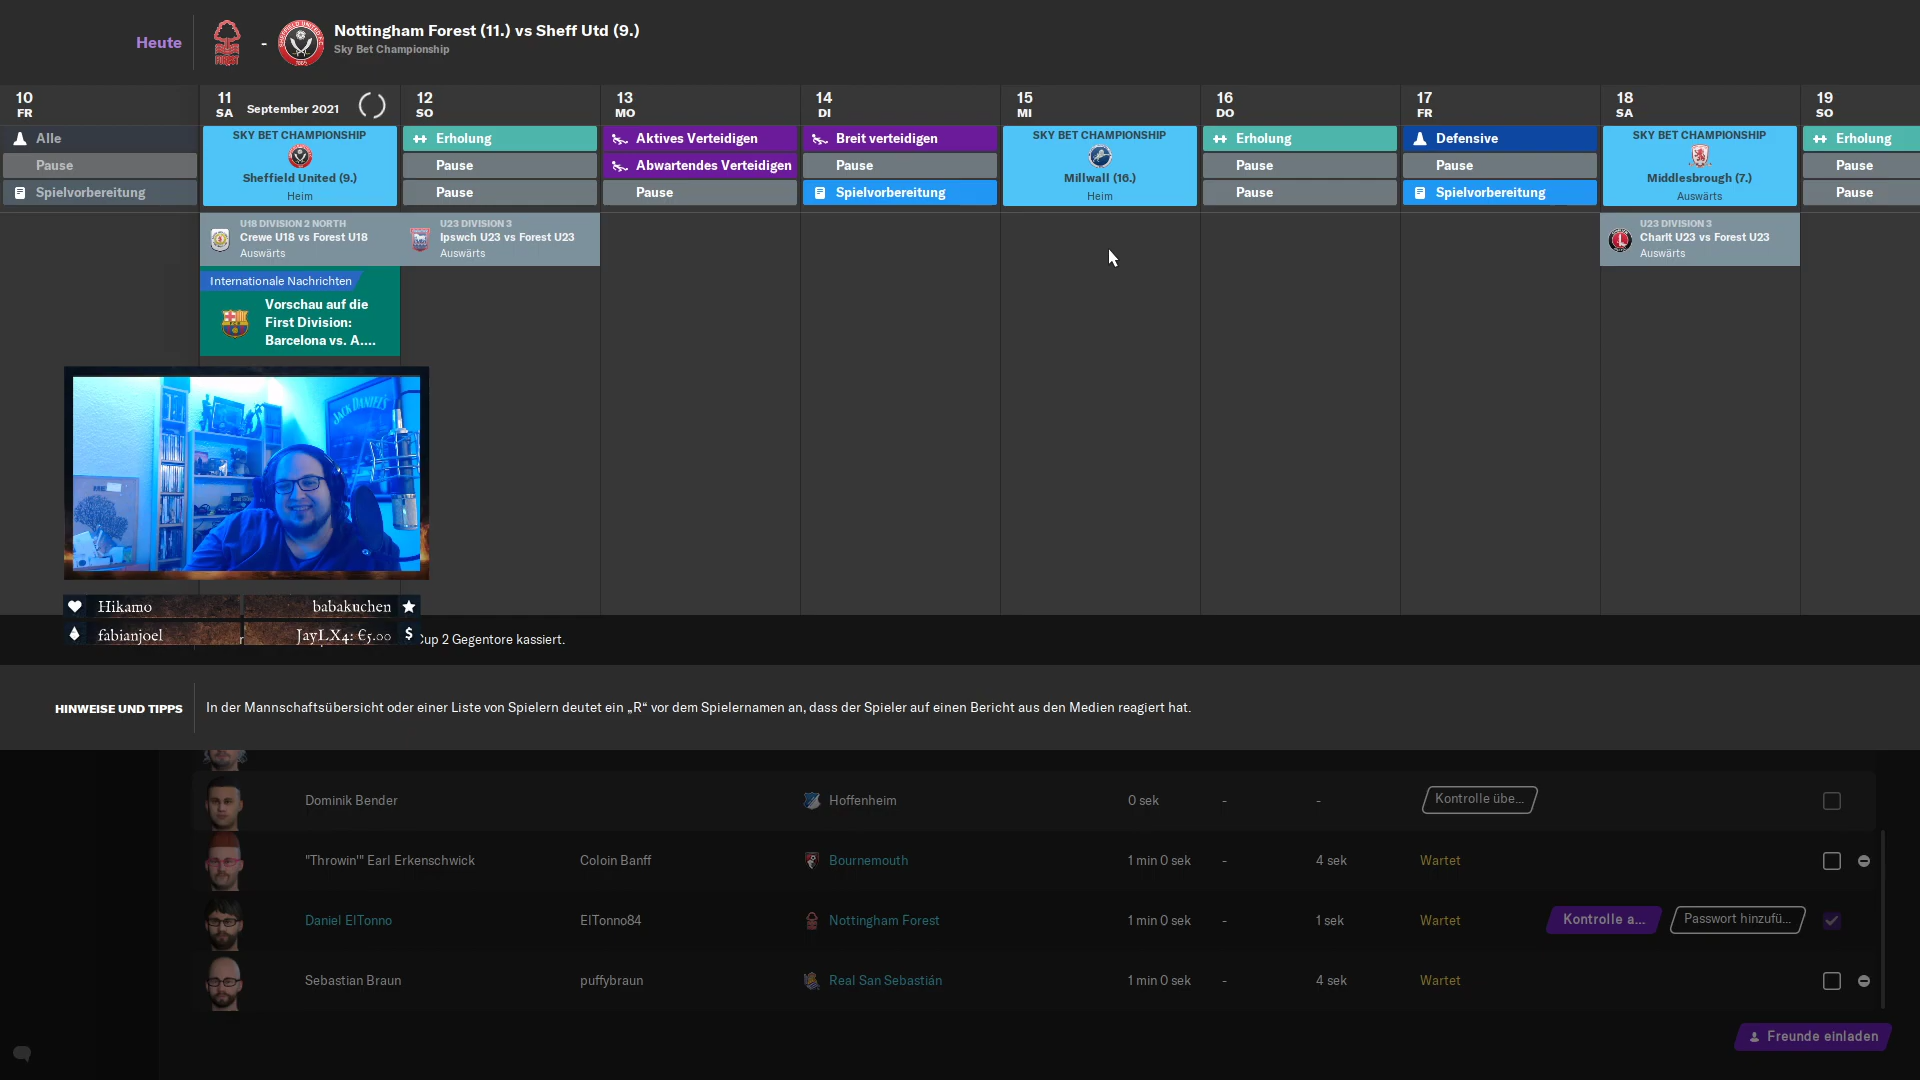 Heute
Nottingham Forest (11.) vs Sheff Utd (9.)
Sky Bet Championship
10
FR
11
SA
September 2021
12
SO
13
MO
14
DI
15
MI
16
DO
17
FR
18
SA
19
SO
Alle
Pause
Spielvorbereitung
SKY BET CHAMPIONSHIP
Sheffield United (9.)
Heim
Erholung
Pause
Pause
Aktives Verteidigen
Abwartendes Verteidigen
Pause
Breit verteidigen
Pause
Spielvorbereitung
SKY BET CHAMPIONSHIP
Millwall (16.)
Heim
Erholung
Pause
Pause
Defensive
Pause
Spielvorbereitung
SKY BET CHAMPIONSHIP
Middlesbrough (7.)
Auswärts
Erholung
Pause
Pause
U18 DIVISION 2 NORTH
Crewe U18 vs Forest U18
Auswärts
U23 DIVISION 3
Ipswch U23 vs Forest U23
Auswärts
U23 DIVISION 3
Charlt U23 vs Forest U23
Auswärts
Internationale Nachrichten
Vorschau auf die
First Division:
Barcelona vs. A....
JACK DANIEL'S
Hikamo
babakuchen
fabianjoel
JayLX4: €5.00
Cup 2 Gegentore kassiert.
HINWEISE UND TIPPS
In der Mannschaftsübersicht oder einer Liste von Spielern deutet ein „R“ vor dem Spielernamen an, dass der Spieler auf einen Bericht aus den Medien reagiert hat.
Dominik Bender Hoffenheim 0 sek - - Kontrolle übe...
"Throwin'" Earl Erkenschwick Coloin Banff Bournemouth 1 min 0 sek - 4 sek Wartet
Daniel ElTonno ElTonno84 Nottingham Forest 1 min 0 sek - 1 sek Wartet Kontrolle a... Passwort hinzufü...
Sebastian Braun puffybraun Real San Sebastián 1 min 0 sek - 4 sek Wartet
Freunde einladen